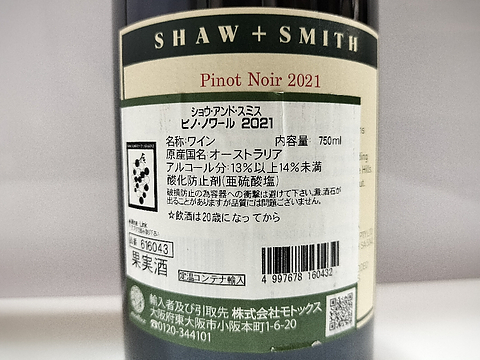 SHAW + SMITH
Pinot Noir 2021
ショウ・アンド・スミス
ピノ・ノワール 2021
名称・ワイン 内容量 750ml
原産国名・オーストラリア
アルコール分・13%以上14%未満
酸化防止剤(亜硫酸塩)
破損防止の為容器への衝撃は避けて下さい。澱、酒石が
出ることがありますが品質には問題ございません。
☆飲酒は20歳になってから
品番 616043
果実酒
定温コンテナ輸入
4 997678 160432
輸入者及び引取先 株式会社モトックス
大阪府東大阪市小阪本町1-6-20
0120-344101